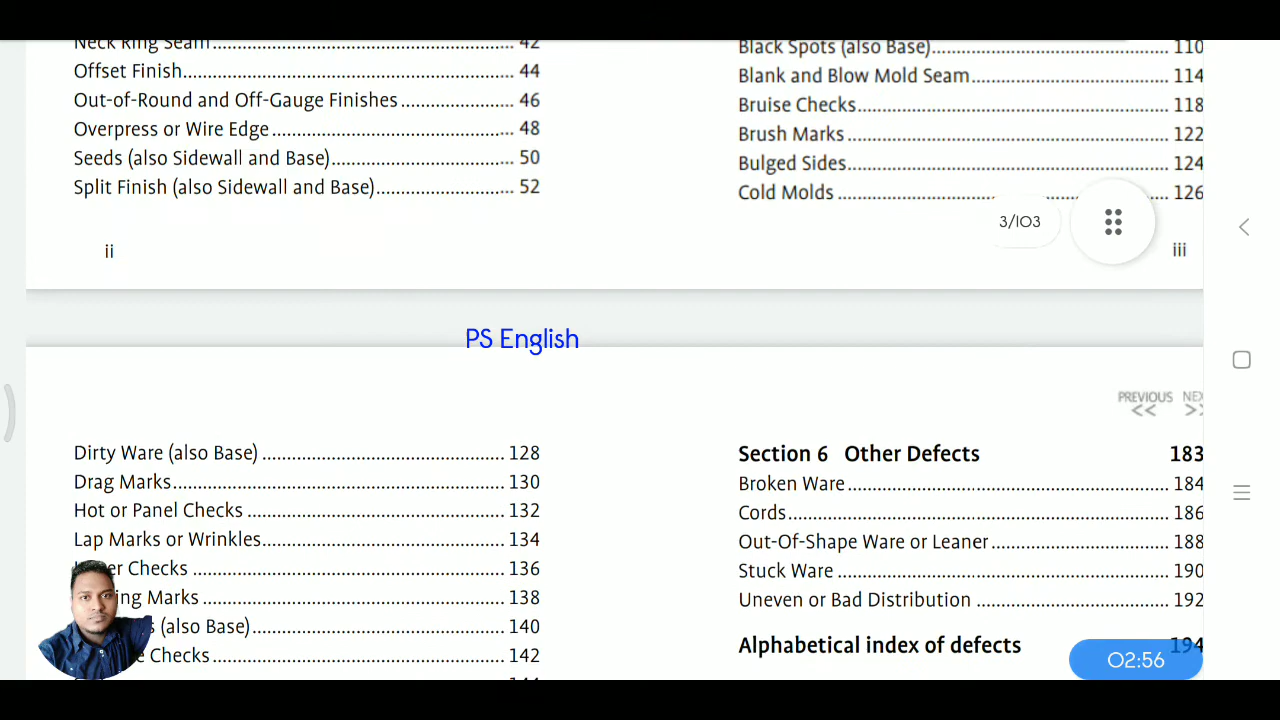 Neck Ring Seam 42
Offset Finish 44
Out-of-Round and Off-Gauge Finishes 46
Overpress or Wire Edge 48
Seeds (also Sidewall and Base) 50
Split Finish (also Sidewall and Base) 52
ii
Black Spots (also Base) 110
Blank and Blow Mold Seam 114
Bruise Checks 118
Brush Marks 122
Bulged Sides 124
Cold Molds 126
3/103
iii
PS English
PREVIOUS NEX
<< >>
Dirty Ware (also Base) 128
Drag Marks 130
Hot or Panel Checks 132
Lap Marks or Wrinkles 134
Checks 136
Marks 138
(also Base) 140
Checks 142
Section 6 Other Defects 183
Broken Ware 184
Cords 186
Out-Of-Shape Ware or Leaner 188
Stuck Ware 190
Uneven or Bad Distribution 192
Alphabetical index of defects 194
02:56